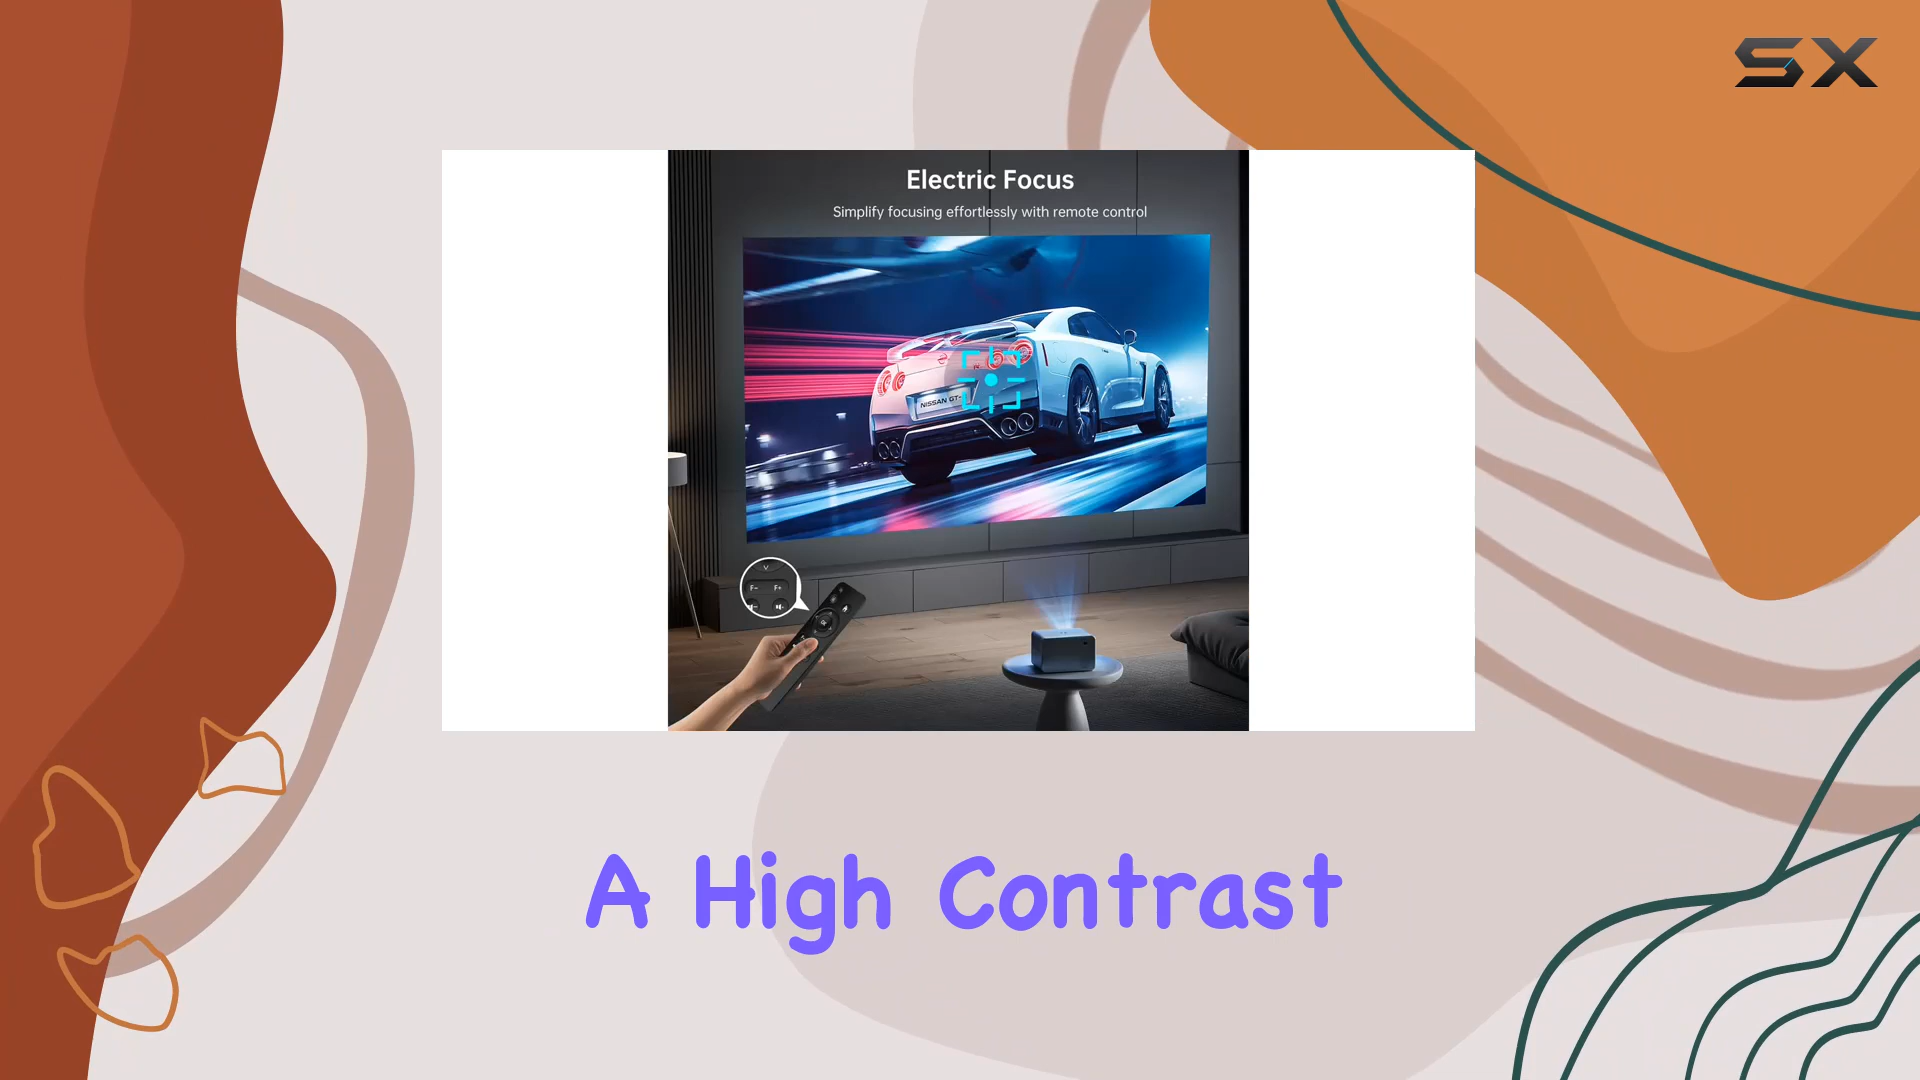 SX
Electric Focus
Simplify focusing effortlessly with remote control
NISSAN GT-
F- F+
A High Contrast